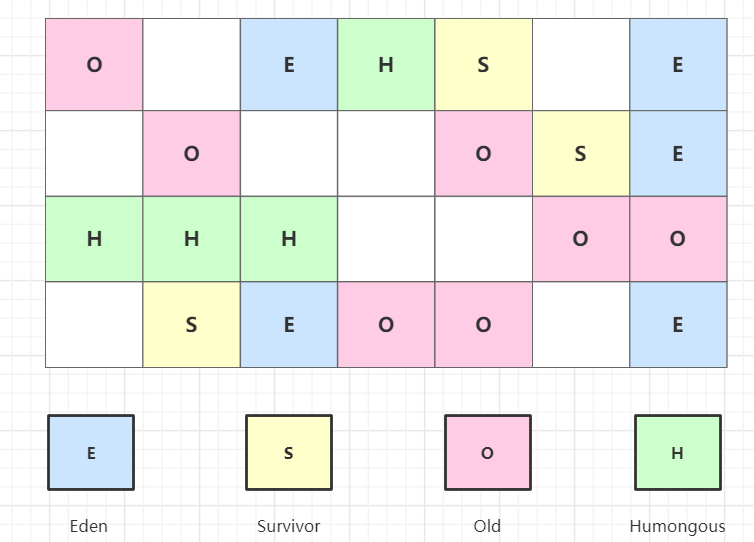 O E H S E
O O S E
H H H O O
S E O O E
E S O H
Eden Survivor Old Humongous